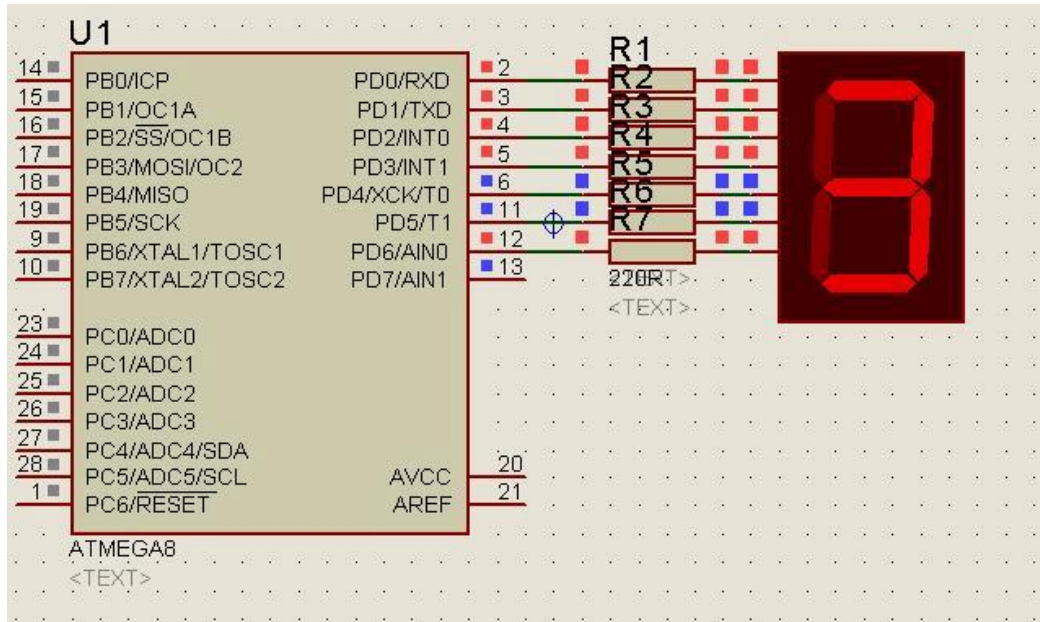 U1
14 PB0/ICP PD0/RXD 2
15 PB1/OC1A PD1/TXD 3
16 PB2/SS/OC1B PD2/INT0 4
17 PB3/MOSI/OC2 PD3/INT1 5
18 PB4/MISO PD4/XCK/T0 6
19 PB5/SCK PD5/T1 11
9 PB6/XTAL1/TOSC1 PD6/AIN0 12
10 PB7/XTAL2/TOSC2 PD7/AIN1 13
23 PC0/ADC0
24 PC1/ADC1
25 PC2/ADC2
26 PC3/ADC3
27 PC4/ADC4/SDA
28 PC5/ADC5/SCL AVCC 20
1 PC6/RESET AREF 21
ATMEGA8
<TEXT>
R1
R2
R3
R4
R5
R6
R7
220R
<TEXT>